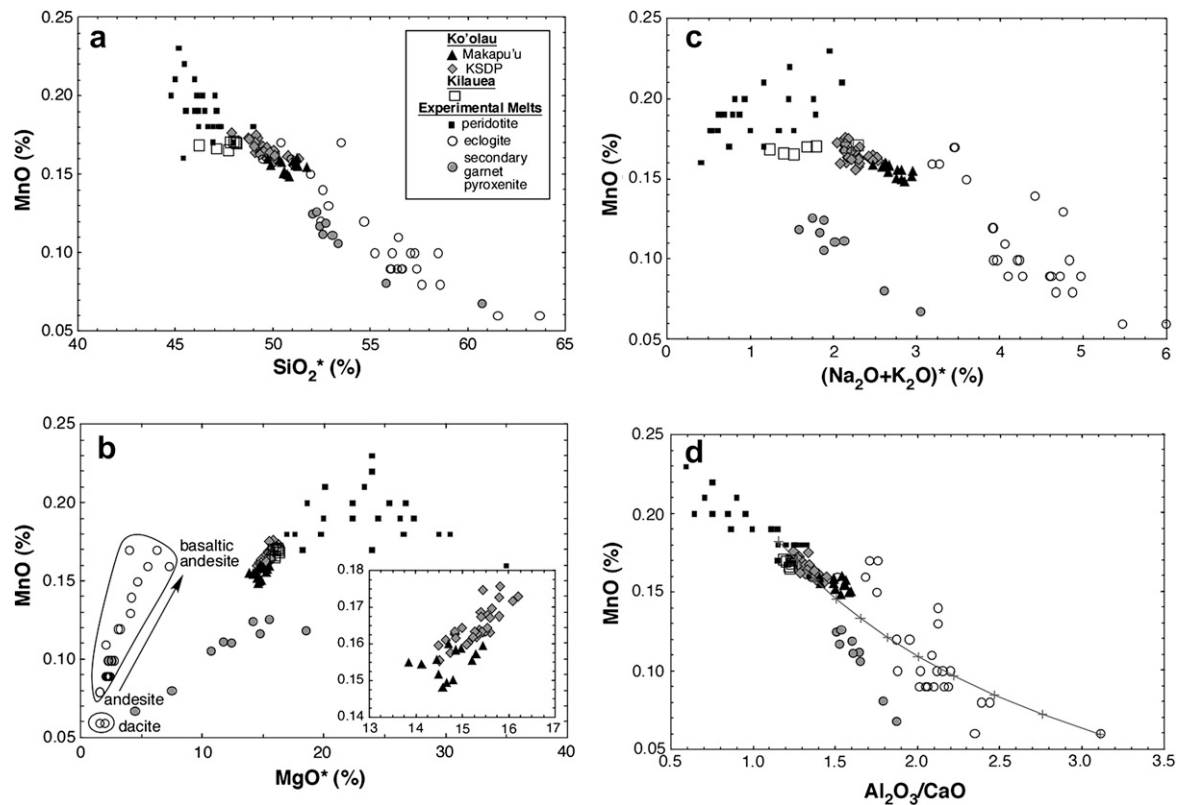 a
0.25
0.20
0.15
0.10
0.05
MnO (%)
40 45 50 55 60 65
SiO₂* (%)
Ko'olau
Makapu'u
KSDP
Kilauea
Experimental Melts
peridotite
eclogite
secondary
garnet
pyroxenite
c
0.25
0.20
0.15
0.10
0.05
MnO (%)
0 1 2 3 4 5 6
(Na₂O+K₂O)* (%)
b
0.25
0.20
0.15
0.10
0.05
MnO (%)
0 10 20 30 40
MgO* (%)
basaltic
andesite
andesite
dacite
0.18
0.17
0.16
0.15
0.14
13 14 15 16 17
d
0.25
0.20
0.15
0.10
0.05
MnO (%)
0.5 1.0 1.5 2.0 2.5 3.0 3.5
Al₂O₃/CaO